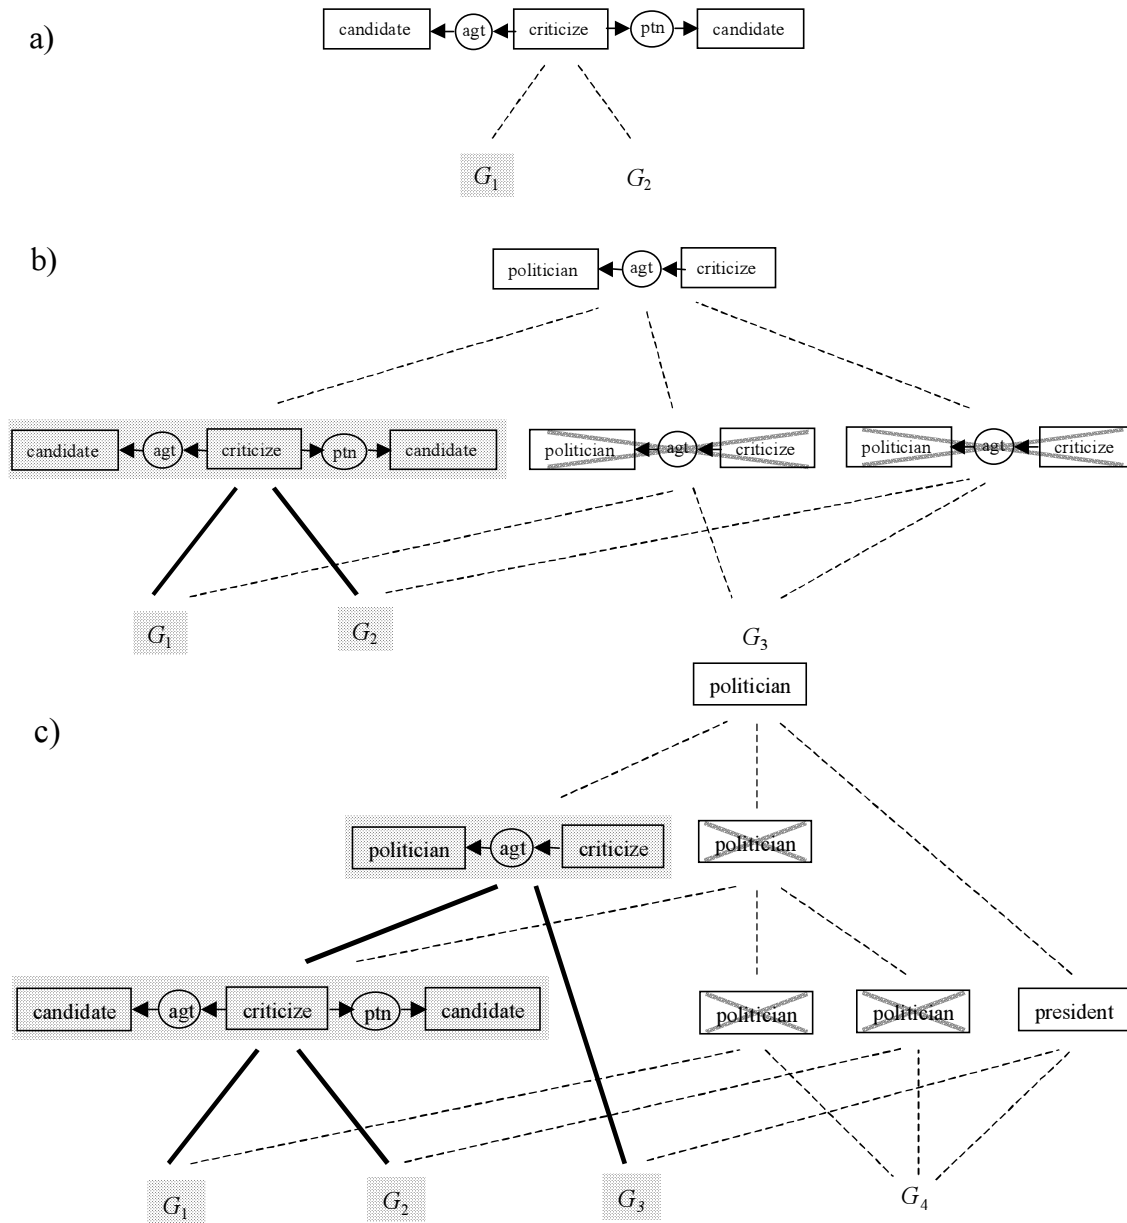 a)
candidate agt criticize ptn candidate
G1 G2
b)
politician agt criticize
candidate agt criticize ptn candidate politician agt criticize politician agt criticize
G1 G2 G3
politician
c)
politician agt criticize politician
candidate agt criticize ptn candidate politician politician president
G1 G2 G3 G4